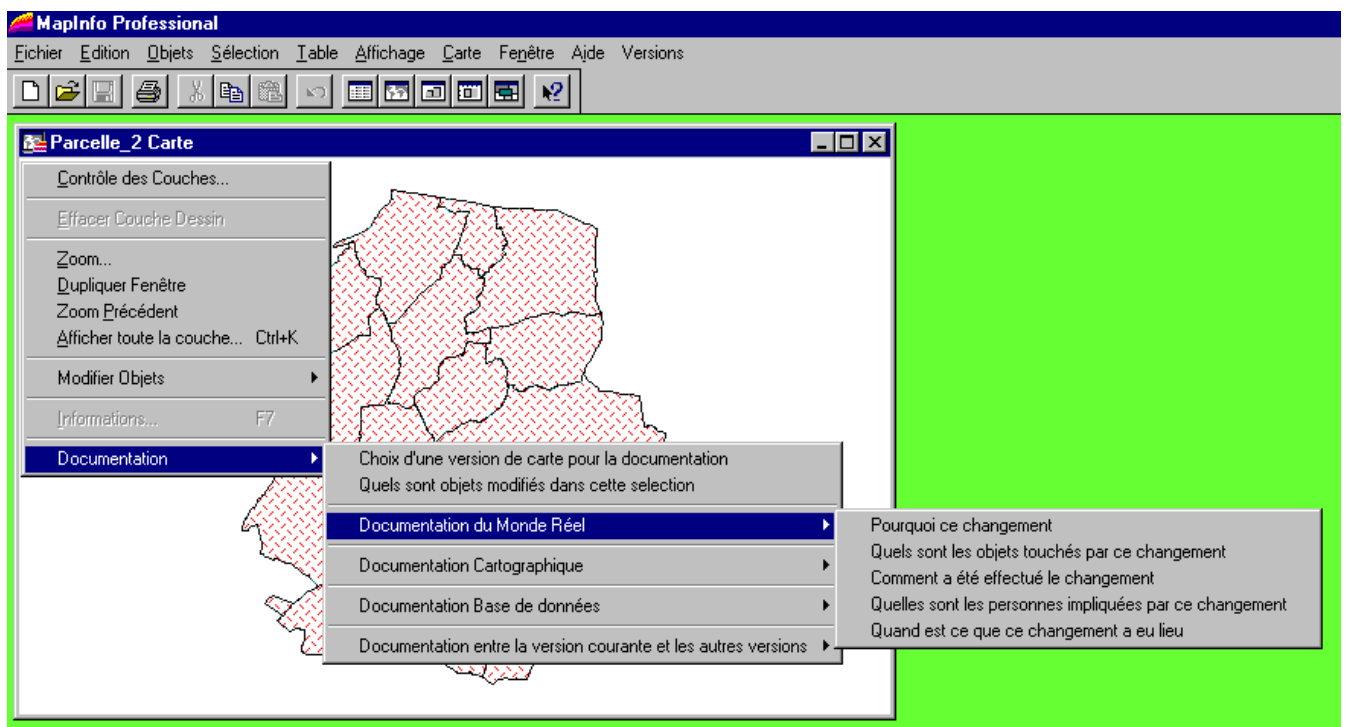 MapInfo Professional
Fichier Edition Objets Sélection Table Affichage Carte Fenêtre Aide Versions
Parcelle_2 Carte
Contrôle des Couches...
Effacer Couche Dessin
Zoom...
Dupliquer Fenêtre
Zoom Précédent
Afficher toute la couche... Ctrl+K
Modifier Objets
Informations... F7
Documentation
Choix d'une version de carte pour la documentation
Quels sont objets modifiés dans cette selection
Documentation du Monde Réel
Documentation Cartographique
Documentation Base de données
Documentation entre la version courante et les autres versions
Pourquoi ce changement
Quels sont les objets touchés par ce changement
Comment a été effectué le changement
Quelles sont les personnes impliquées par ce changement
Quand est ce que ce changement a eu lieu